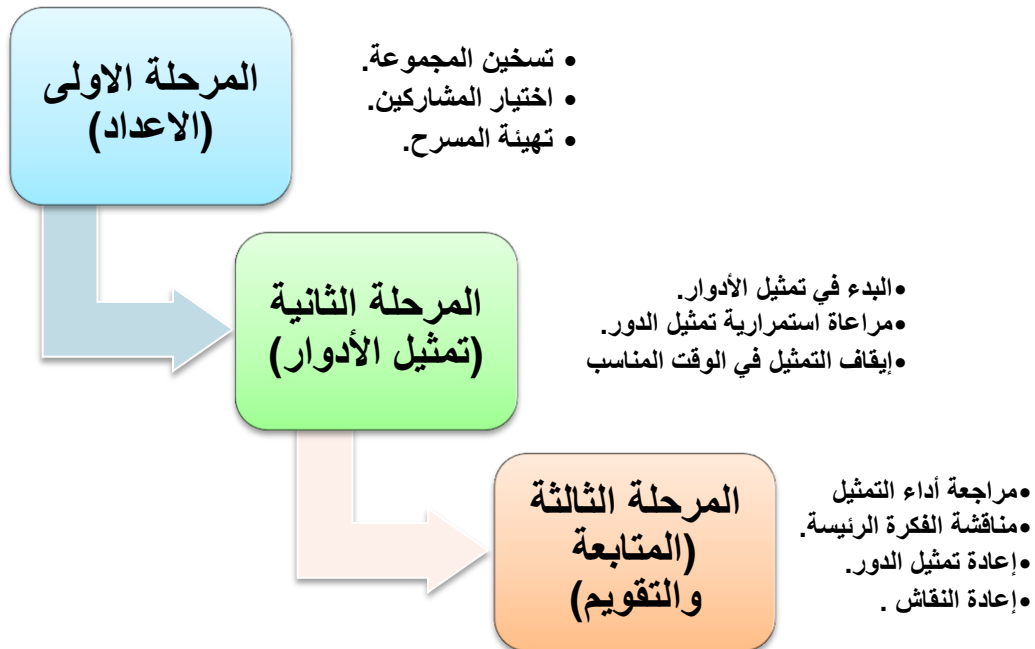 المرحلة الاولى
(الاعداد)
• تسخين المجموعة.
• اختيار المشاركين.
• تهيئة المسرح.
المرحلة الثانية
(تمثيل الأدوار)
•البدء في تمثيل الأدوار.
•مراعاة استمرارية تمثيل الدور.
•إيقاف التمثيل في الوقت المناسب
المرحلة الثالثة
(المتابعة
والتقويم)
•مراجعة أداء التمثيل
•مناقشة الفكرة الرئيسة.
•إعادة تمثيل الدور.
•إعادة النقاش .